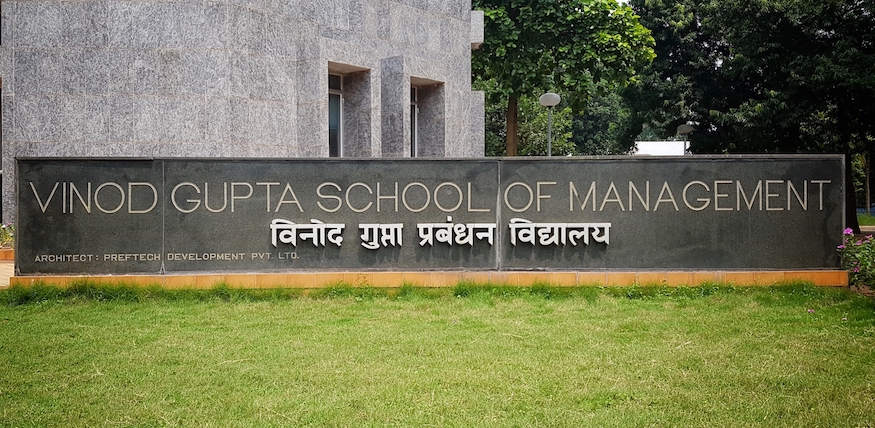 VINOD GUPTA SCHOOL OF MANAGEMENT
विनोद गुप्ता प्रबंधन विद्यालय
ARCHITECT: PREFTECH DEVELOPMENT PVT. LTD.